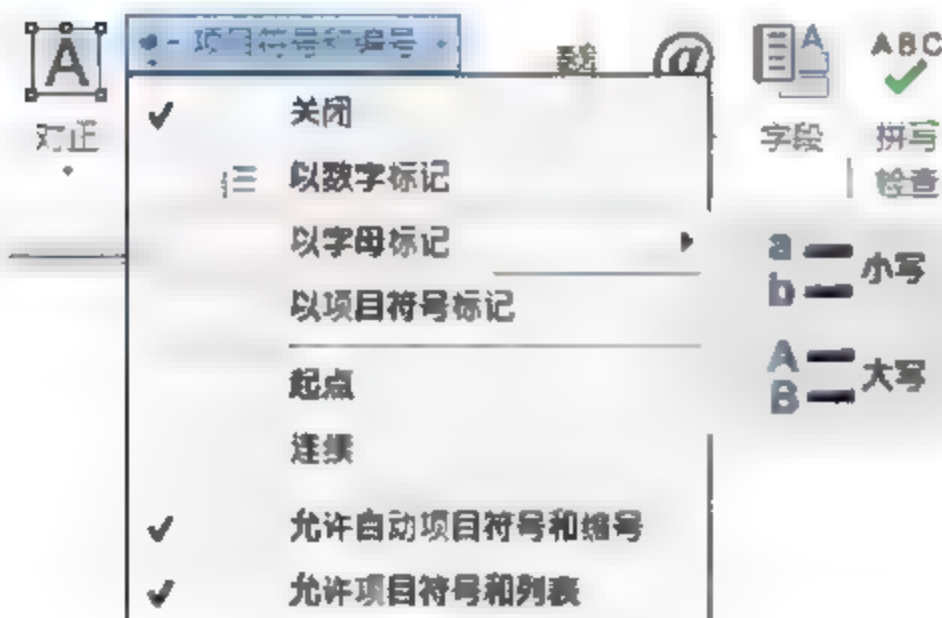 A
对正
项目符号和编号
@
A
字段
ABC
拼写
检查
关闭
以数字标记
以字母标记
以项目符号标记
起点
连续
允许自动项目符号和编号
允许项目符号和列表
a
b
小写
A
B
大写